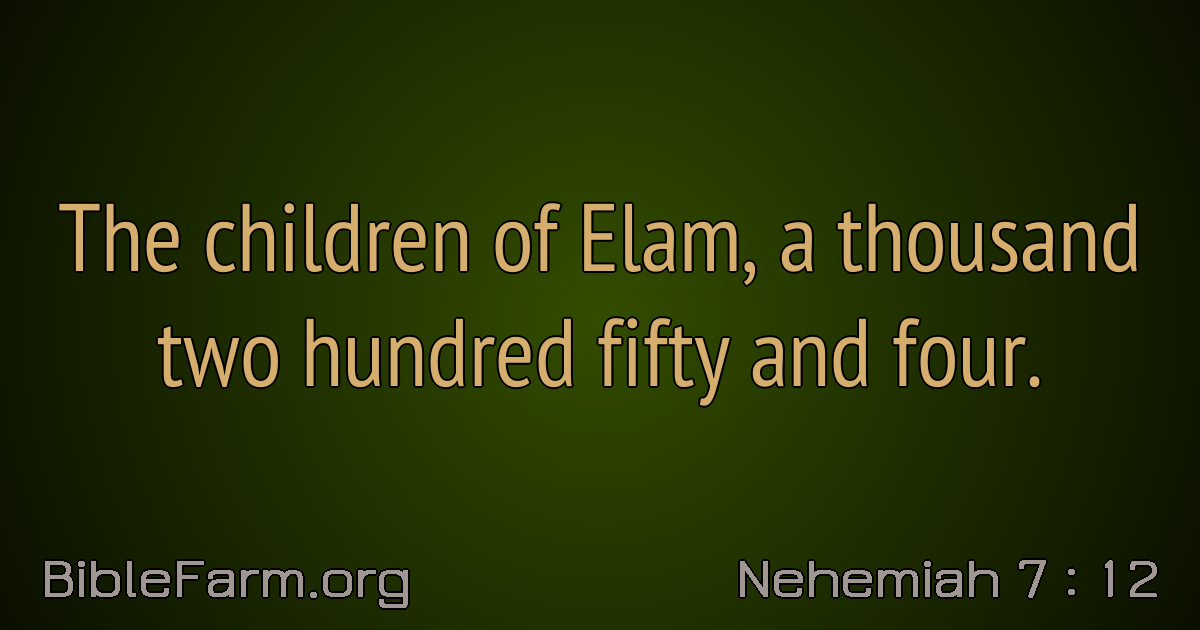 The children of Elam, a thousand
two hundred fifty and four.
BibleFarm.org
Nehemiah 7 : 12